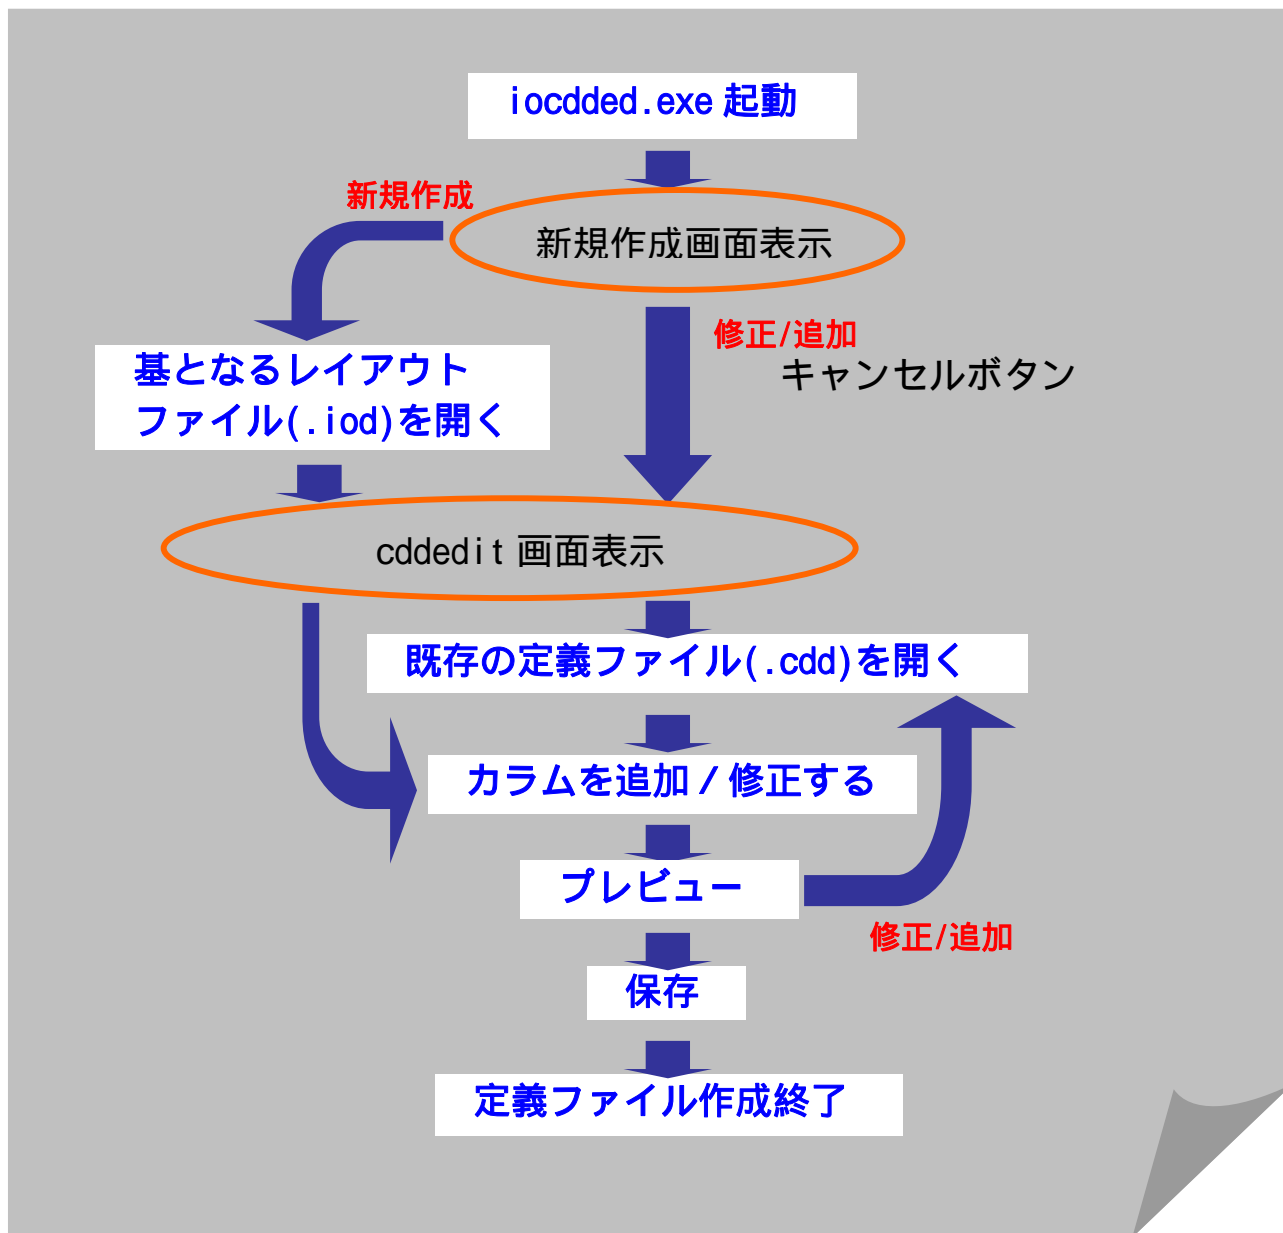 iocdded.exe 起動
新規作成
新規作成画面表示
修正/追加
キャンセルボタン
基となるレイアウト
ファイル(.iod)を開く
cddedit 画面表示
既存の定義ファイル(.cdd)を開く
カラムを追加／修正する
プレビュー
修正/追加
保存
定義ファイル作成終了